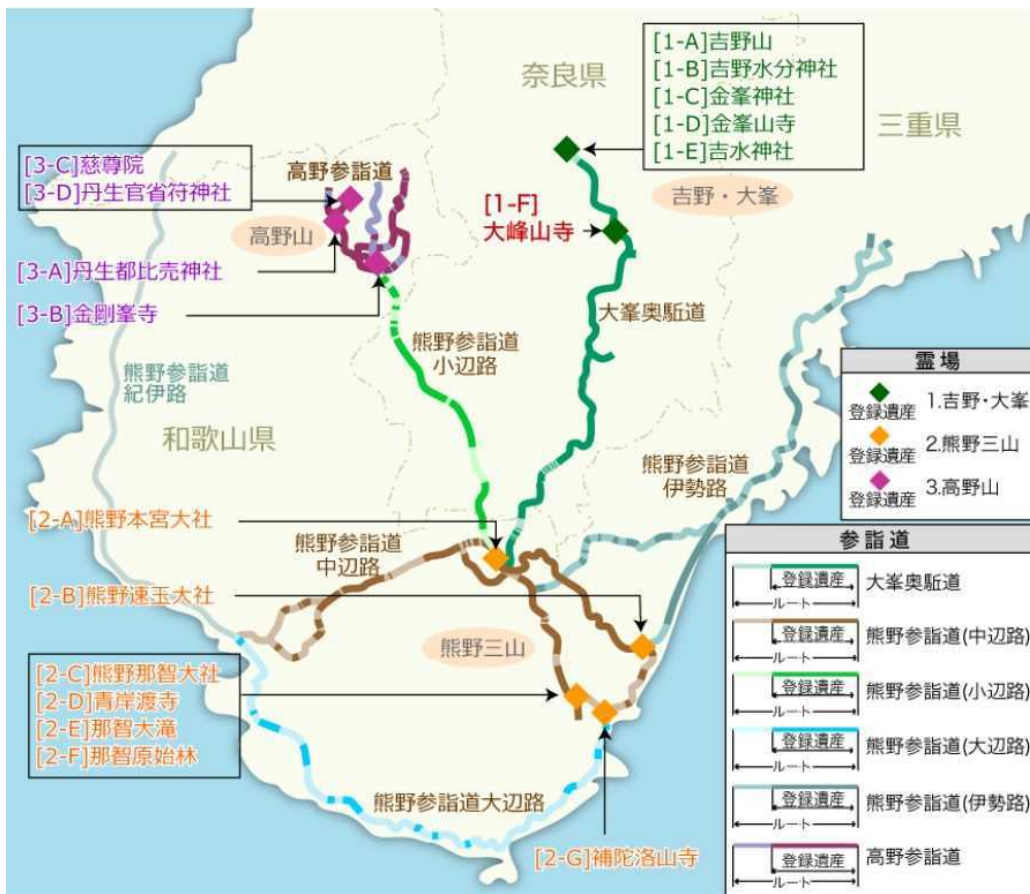 [1-A]吉野山
[1-B]吉野水分神社
[1-C]金峯神社
[1-D]金峯山寺
[1-E]吉水神社
奈良県
三重県
[3-C]慈尊院
[3-D]丹生官省符神社
高野参詣道
吉野・大峯
[1-F]
大峰山寺
高野山
[3-A]丹生都比売神社
[3-B]金剛峯寺
大峯奥駈道
熊野参詣道
小辺路
熊野参詣道
紀伊路
和歌山県
熊野参詣道
伊勢路
[2-A]熊野本宮大社
熊野参詣道
中辺路
[2-B]熊野速玉大社
熊野三山
[2-C]熊野那智大社
[2-D]青岸渡寺
[2-E]那智大滝
[2-F]那智原始林
熊野参詣道大辺路
[2-G]補陀洛山寺
霊場
登録遺産 1.吉野・大峯
登録遺産 2.熊野三山
登録遺産 3.高野山
参詣道
登録遺産
ルート
大峯奥駈道
登録遺産
ルート
熊野参詣道(中辺路)
登録遺産
ルート
熊野参詣道(小辺路)
登録遺産
ルート
熊野参詣道(大辺路)
登録遺産
ルート
熊野参詣道(伊勢路)
登録遺産
ルート
高野参詣道